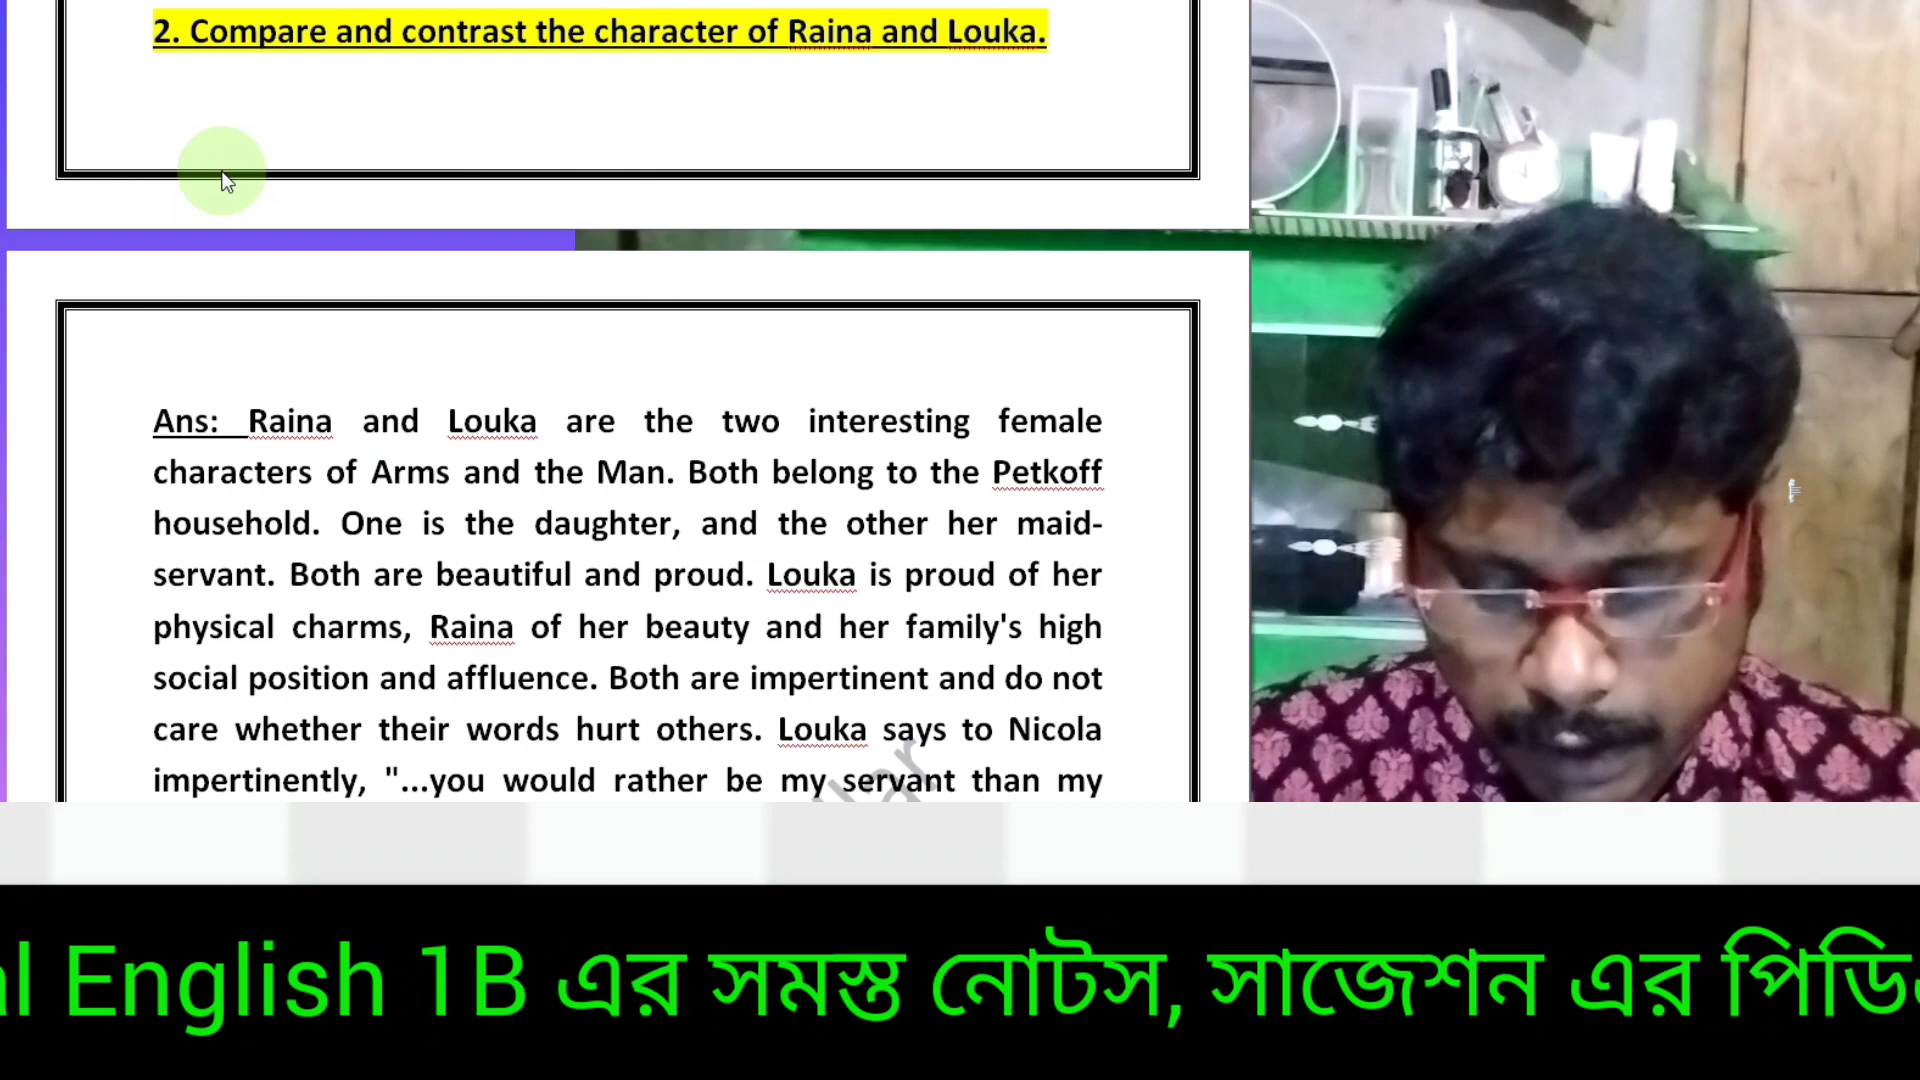 2. Compare and contrast the character of Raina and Louka.
Ans: Raina and Louka are the two interesting female
characters of Arms and the Man. Both belong to the Petkoff
household. One is the daughter, and the other her maid-
servant. Both are beautiful and proud. Louka is proud of her
physical charms, Raina of her beauty and her family's high
social position and affluence. Both are impertinent and do not
care whether their words hurt others. Louka says to Nicola
impertinently, "...you would rather be my servant than my
English 1B এর সমস্ত নোটস, সাজেশন এর